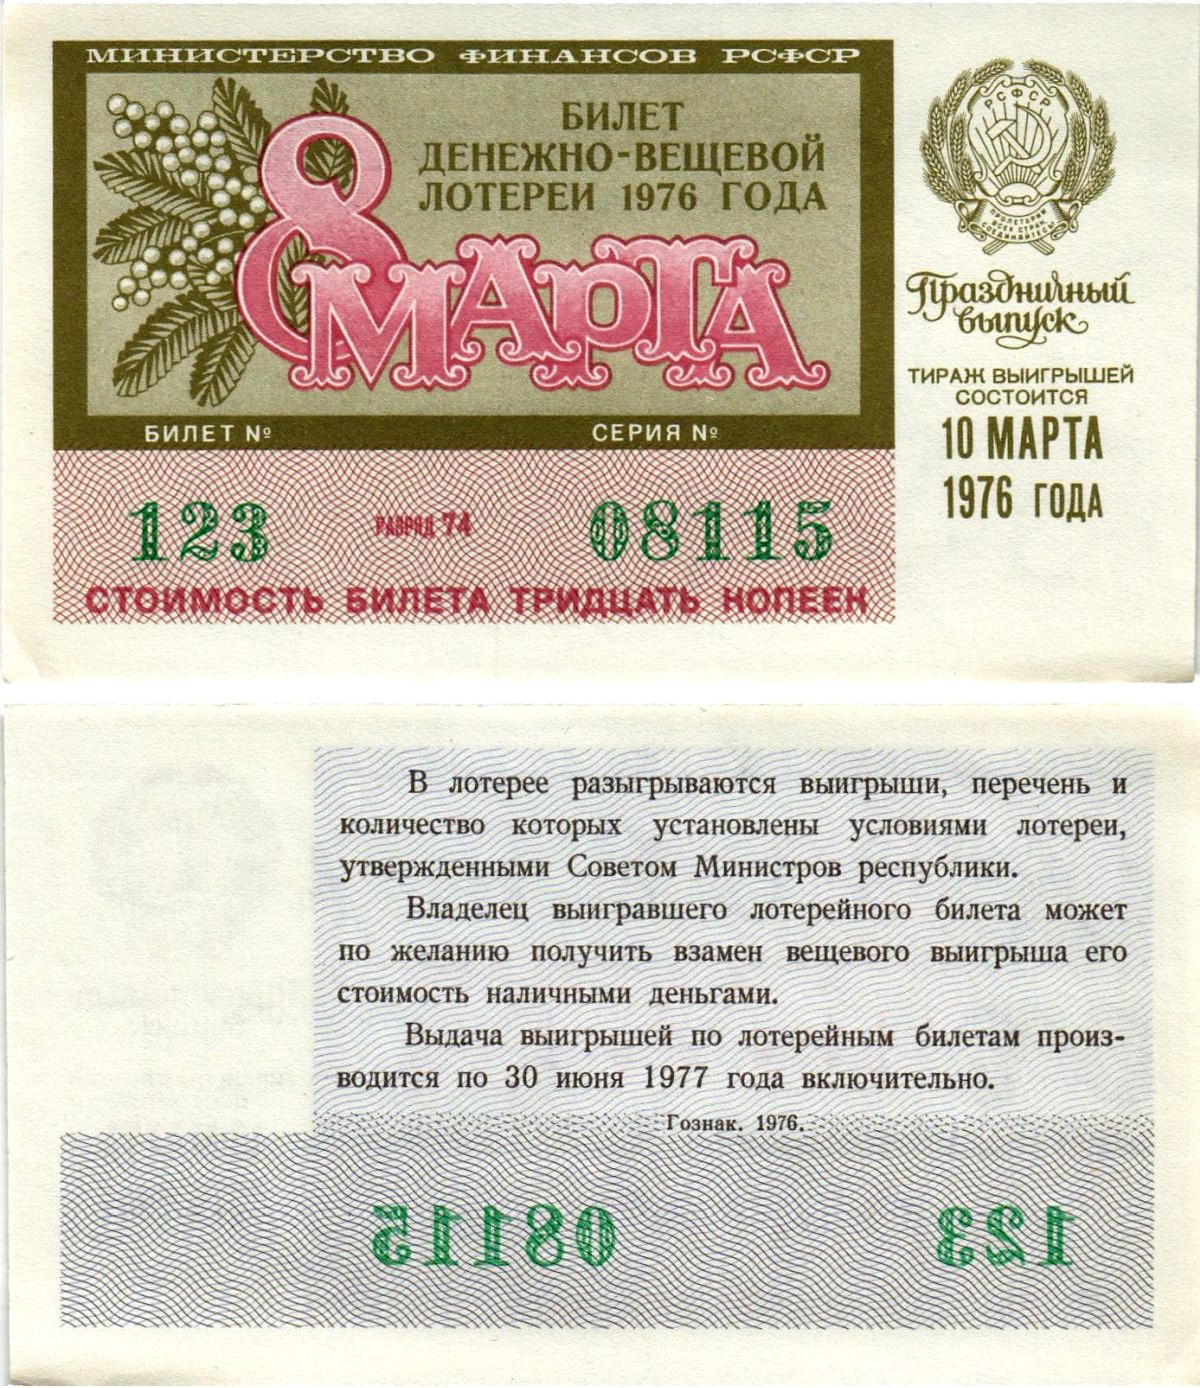 МИНИСТЕРСТВО ФИНАНСОВ РСФСР
БИЛЕТ
ДЕНЕЖНО-ВЕЩЕВОЙ
ЛОТЕРЕИ 1976 ГОДА
8 МАРТА
БИЛЕТ № СЕРИЯ №
123 РАЗРЯД 74 08115
СТОИМОСТЬ БИЛЕТА ТРИДЦАТЬ КОПЕЕК
РСФСР
ПРОЛЕТАРИИ
ВСЕХ СТРАН,
СОЕДИНЯЙТЕСЬ!
Праздничный
выпуск
ТИРАЖ ВЫИГРЫШЕЙ
СОСТОИТСЯ
10 МАРТА
1976 ГОДА
В лотерее разыгрываются выигрыши, перечень и
количество которых установлены условиями лотереи,
утвержденными Советом Министров республики.
Владелец выигравшего лотерейного билета может
по желанию получить взамен вещевого выигрыша его
стоимость наличными деньгами.
Выдача выигрышей по лотерейным билетам произ-
водится по 30 июня 1977 года включительно.
Гознак. 1976.
08115 123